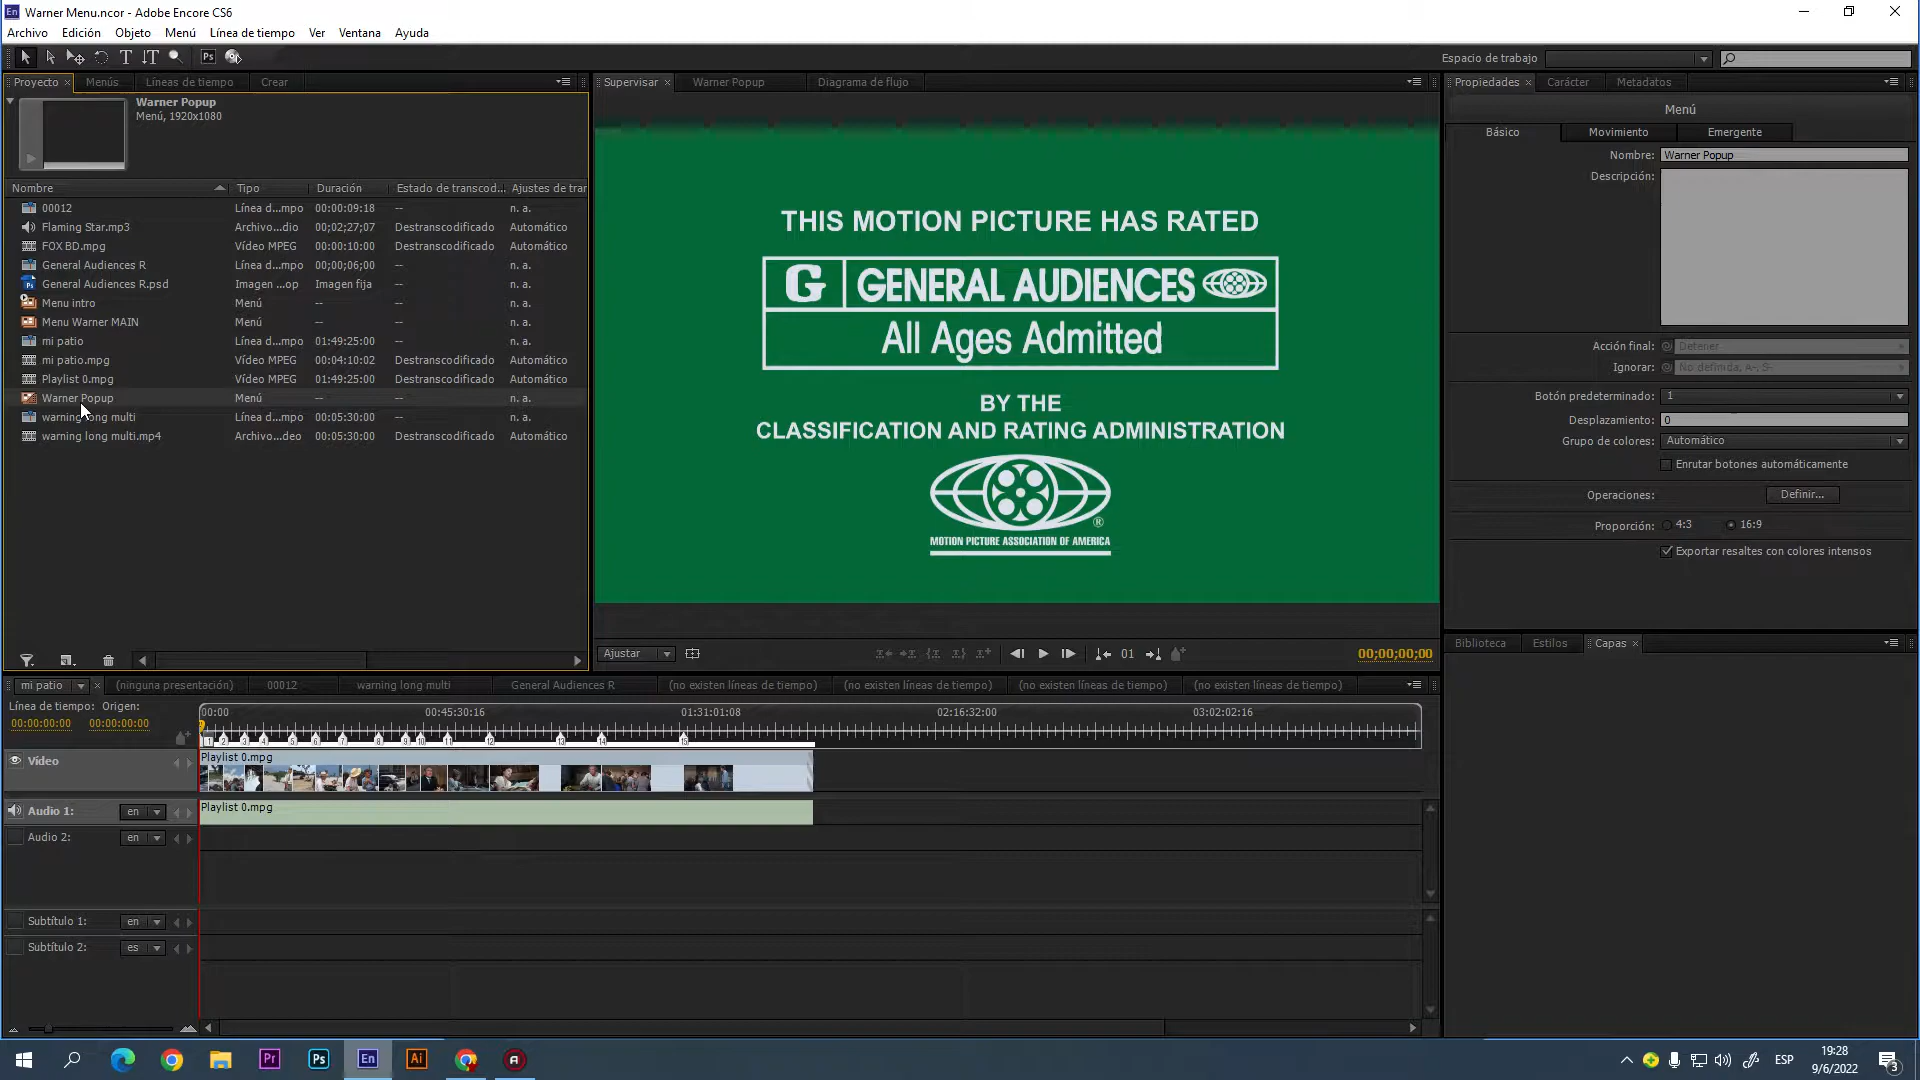 Warner Menu.ncor - Adobe Encore CS6
Archivo Edición Objeto Menú Línea de tiempo Ver Ventana Ayuda
Espacio de trabajo
Proyecto Menús Líneas de tiempo Crear
Supervisar Warner Popup Diagrama de flujo
Propiedades Carácter Metadatos
Warner Popup
Menú, 1920x1080
Nombre Tipo Duración Estado de transcod... Ajustes de tran
00012 Línea d...mpo 00:00:09:18 -- n. a.
Flaming Star.mp3 Archivo...dio 00;02;27;07 Destranscodificado Automático
FOX BD.mpg Vídeo MPEG 00:00:10:00 Destranscodificado Automático
General Audiences R Línea d...mpo 00;00;06;00 -- n. a.
General Audiences R.psd Imagen ...op Imagen fija Destranscodificado Automático
Menu intro Menú -- -- n. a.
Menu Warner MAIN Menú -- -- n. a.
mi patio Línea d...mpo 01:49:25:00 -- n. a.
mi patio.mpg Vídeo MPEG 00:04:10:02 Destranscodificado Automático
Playlist 0.mpg Vídeo MPEG 01:49:25:00 Destranscodificado Automático
Warner Popup Menú -- -- n. a.
warning long multi Línea d...mpo 00:05:30:00 -- n. a.
warning long multi.mp4 Archivo...deo 00:05:30:00 Destranscodificado Automático
THIS MOTION PICTURE HAS RATED
G GENERAL AUDIENCES
All Ages Admitted
BY THE
CLASSIFICATION AND RATING ADMINISTRATION
®
MOTION PICTURE ASSOCIATION OF AMERICA
Ajustar 01 00;00;00;00
Menú
Básico Movimiento Emergente
Nombre: Warner Popup
Descripción:
Acción final: Detener
Ignorar: No definida, A-, S-
Botón predeterminado: 1
Desplazamiento: 0
Grupo de colores: Automático
Enrutar botones automáticamente
Operaciones: Definir...
Proporción: 4:3 16:9
Exportar resaltes con colores intensos
Biblioteca Estilos Capas
mi patio (ninguna presentación) 00012 warning long multi General Audiences R (no existen líneas de tiempo) (no existen líneas de tiempo) (no existen líneas de tiempo) (no existen líneas de tiempo)
Línea de tiempo: Origen:
00:00:00:00 00:00:00:00
00:00 00:45:30:16 01:31:01:08 02:16:32:00 03:02:02:16
Vídeo Playlist 0.mpg
Audio 1: en Playlist 0.mpg
Audio 2: en
Subtítulo 1: en
Subtítulo 2: es
Pr Ps En Ai
ESP
19:28
9/6/2022
3